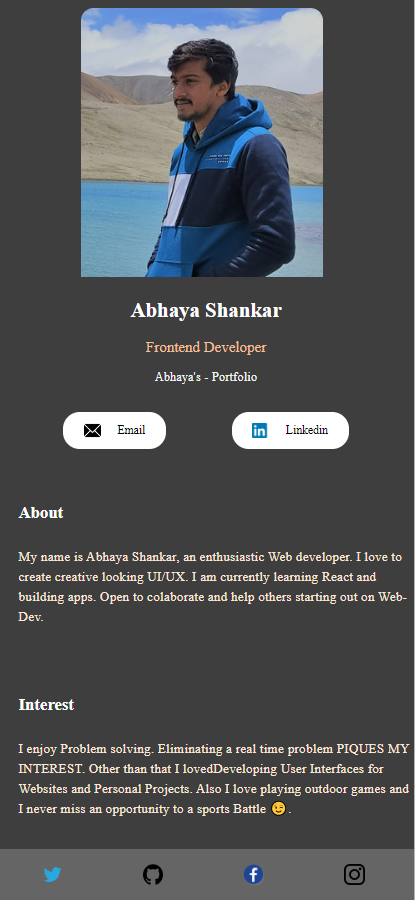 Abhaya Shankar
Frontend Developer
Abhaya's - Portfolio
Email
Linkedin
About
My name is Abhaya Shankar, an enthusiastic Web developer. I love to
create creative looking UI/UX. I am currently learning React and
building apps. Open to colaborate and help others starting out on Web-
Dev.
Interest
I enjoy Problem solving. Eliminating a real time problem PIQUES MY
INTEREST. Other than that I lovedDeveloping User Interfaces for
Websites and Personal Projects. Also I love playing outdoor games and
I never miss an opportunity to a sports Battle 😉 .